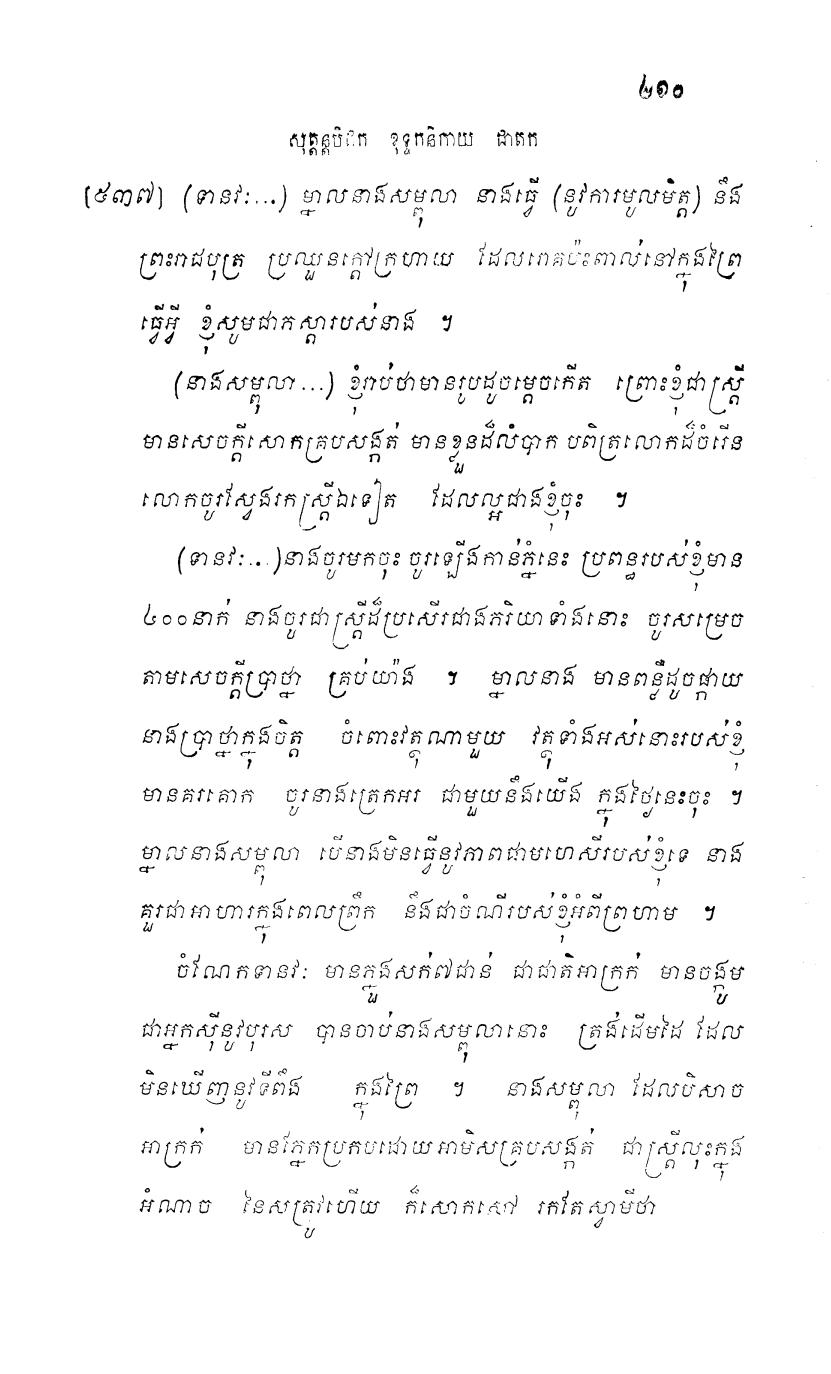 ៤១០
សុត្តន្តបិដក ខុទ្ទកនិកាយ ជាតក
[៥៣៧] (ទានវៈ...) ម្នាលនាងសម្ពុលា នាងធ្វើ (នូវការមូលមិត្ត) នឹង
ព្រះរាជបុត្រ ប្រឈួនក្តៅក្រហាយ ដែលរោគប៉ះពាល់នៅក្នុងព្រៃ
ធ្វើអ្វី ខ្ញុំសូមជាភស្តារបស់នាង ។
(នាងសម្ពុលា...) ខ្ញុំរាប់ថាមានរូបដូចម្តេចកើត ព្រោះខ្ញុំជាស្ត្រី
មានសេចក្តីសោកគ្របសង្កត់ មានខ្លួនដ៏លំបាក បពិត្រលោកដ៏ចំរើន
លោកចូរស្វែងរកស្ត្រីឯទៀត ដែលល្អជាងខ្ញុំចុះ ។
(ទានវៈ...) នាងចូរមកចុះ ចូរឡើងកាន់ភ្នំនេះ ប្រពន្ធរបស់ខ្ញុំមាន
៤០០នាក់ នាងចូរជាស្ត្រីដ៏ប្រសើរជាងភរិយាទាំងនោះ ចូរសម្រេច
តាមសេចក្តីប្រាថ្នា គ្រប់យ៉ាង ។ ម្នាលនាង មានពន្លឺដូចផ្កាយ
នាងប្រាថ្នាក្នុងចិត្ត ចំពោះវត្ថុណាមួយ វត្ថុទាំងអស់នោះរបស់ខ្ញុំ
មានគរគោក ចូរនាងត្រេកអរ ជាមួយនឹងយើង ក្នុងថ្ងៃនេះចុះ ។
ម្នាលនាងសម្ពុលា បើនាងមិនធ្វើនូវភាពជាមហេសីរបស់ខ្ញុំទេ នាង
គួរជាអាហារក្នុងពេលព្រឹក នឹងជាចំណីរបស់ខ្ញុំអំពីព្រហាម ។
ចំណែកទានវៈ មានភ្នួងសក់៧ជាន់ ជាជាតិអាក្រក់ មានចង្កូម
ជាអ្នកស៊ីនូវបុរស បានចាប់នាងសម្ពុលានោះ ត្រង់ដើមដៃ ដែល
មិនឃើញនូវទីពឹង ក្នុងព្រៃ ។ នាងសម្ពុលា ដែលបិសាច
អាក្រក់ មានភ្នែកប្រកបដោយអាមិសគ្របសង្កត់ ជាស្ត្រីលុះក្នុង
អំណាច នៃសត្រូវហើយ ក៏សោកសៅ រកតែស្វាមីថា